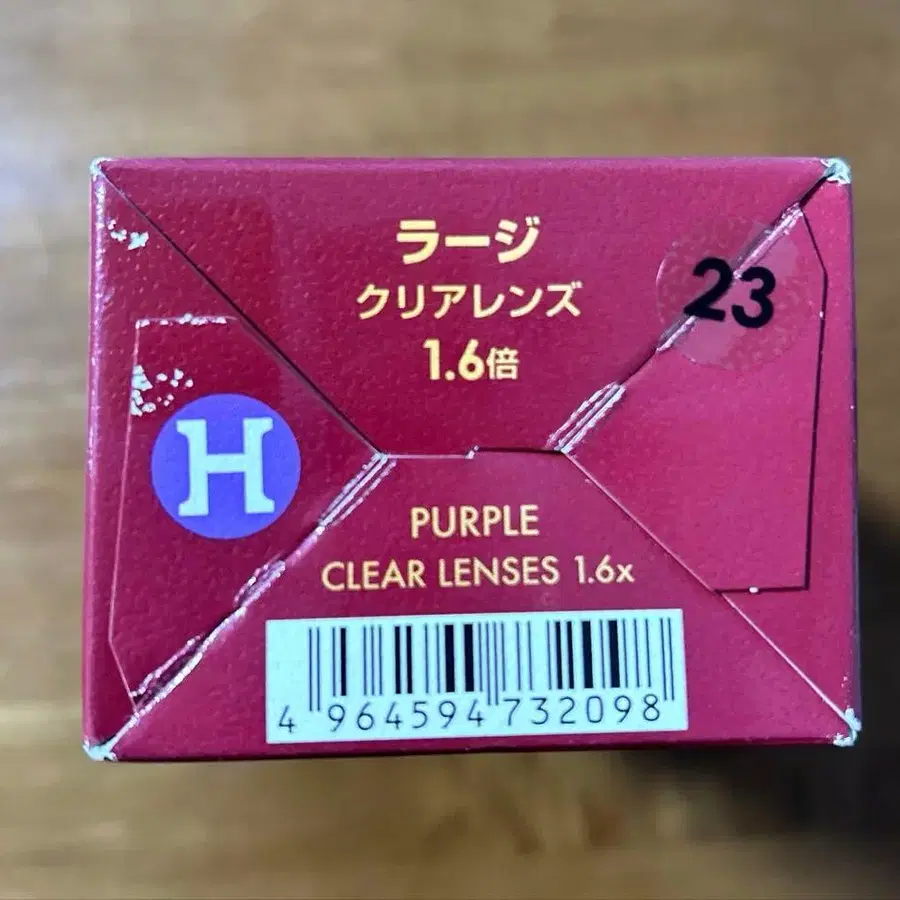 ラージ
クリアレンズ
1.6倍
23
H
PURPLE
CLEAR LENSES 1.6x
4 964594 732098